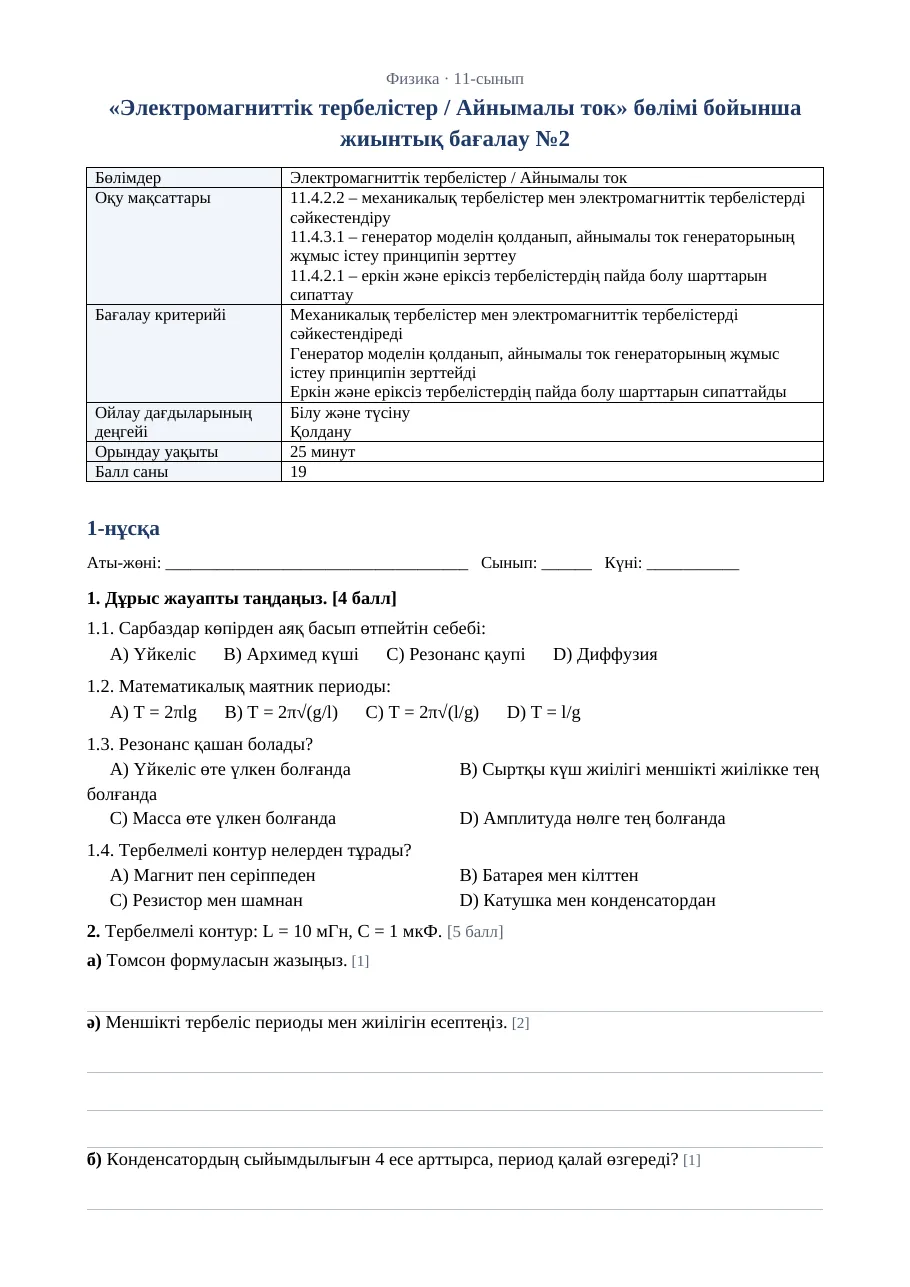 Физика · 11-сынып
«Электромагниттік тербелістер / Айнымалы ток» бөлімі бойынша
жиынтық бағалау №2
Бөлімдер
Электромагниттік тербелістер / Айнымалы ток
Оқу мақсаттары
11.4.2.2 – механикалық тербелістер мен электромагниттік тербелістерді
сәйкестендіру
11.4.3.1 – генератор моделін қолданып, айнымалы ток генераторының
жұмыс істеу принципін зерттеу
11.4.2.1 – еркін және еріксіз тербелістердің пайда болу шарттарын
сипаттау
Бағалау критерийі
Механикалық тербелістер мен электромагниттік тербелістерді
сәйкестендіреді
Генератор моделін қолданып, айнымалы ток генераторының жұмыс
істеу принципін зерттейді
Еркін және еріксіз тербелістердің пайда болу шарттарын сипаттайды
Ойлау дағдыларының
деңгейі
Білу және түсіну
Қолдану
Орындау уақыты
25 минут
Балл саны
19
1-нұсқа
Аты-жөні: ____________________________________ Сынып: ______ Күні: ___________
1. Дұрыс жауапты таңдаңыз. [4 балл]
1.1. Сарбаздар көпірден аяқ басып өтпейтін себебі:
A) Үйкеліс B) Архимед күші C) Резонанс қаупі D) Диффузия
1.2. Математикалық маятник периоды:
A) T = 2πlg B) T = 2π√(g/l) C) T = 2π√(l/g) D) T = l/g
1.3. Резонанс қашан болады?
A) Үйкеліс өте үлкен болғанда B) Сыртқы күш жиілігі меншікті жиілікке тең
болғанда
C) Масса өте үлкен болғанда D) Амплитуда нөлге тең болғанда
1.4. Тербелмелі контур нелерден тұрады?
A) Магнит пен серіппеден B) Батарея мен кілттен
C) Резистор мен шамнан D) Катушка мен конденсатордан
2. Тербелмелі контур: L = 10 мГн, C = 1 мкФ. [5 балл]
а) Томсон формуласын жазыңыз. [1]
ә) Меншікті тербеліс периоды мен жиілігін есептеңіз. [2]
б) Конденсатордың сыйымдылығын 4 есе арттырса, период қалай өзгереді? [1]